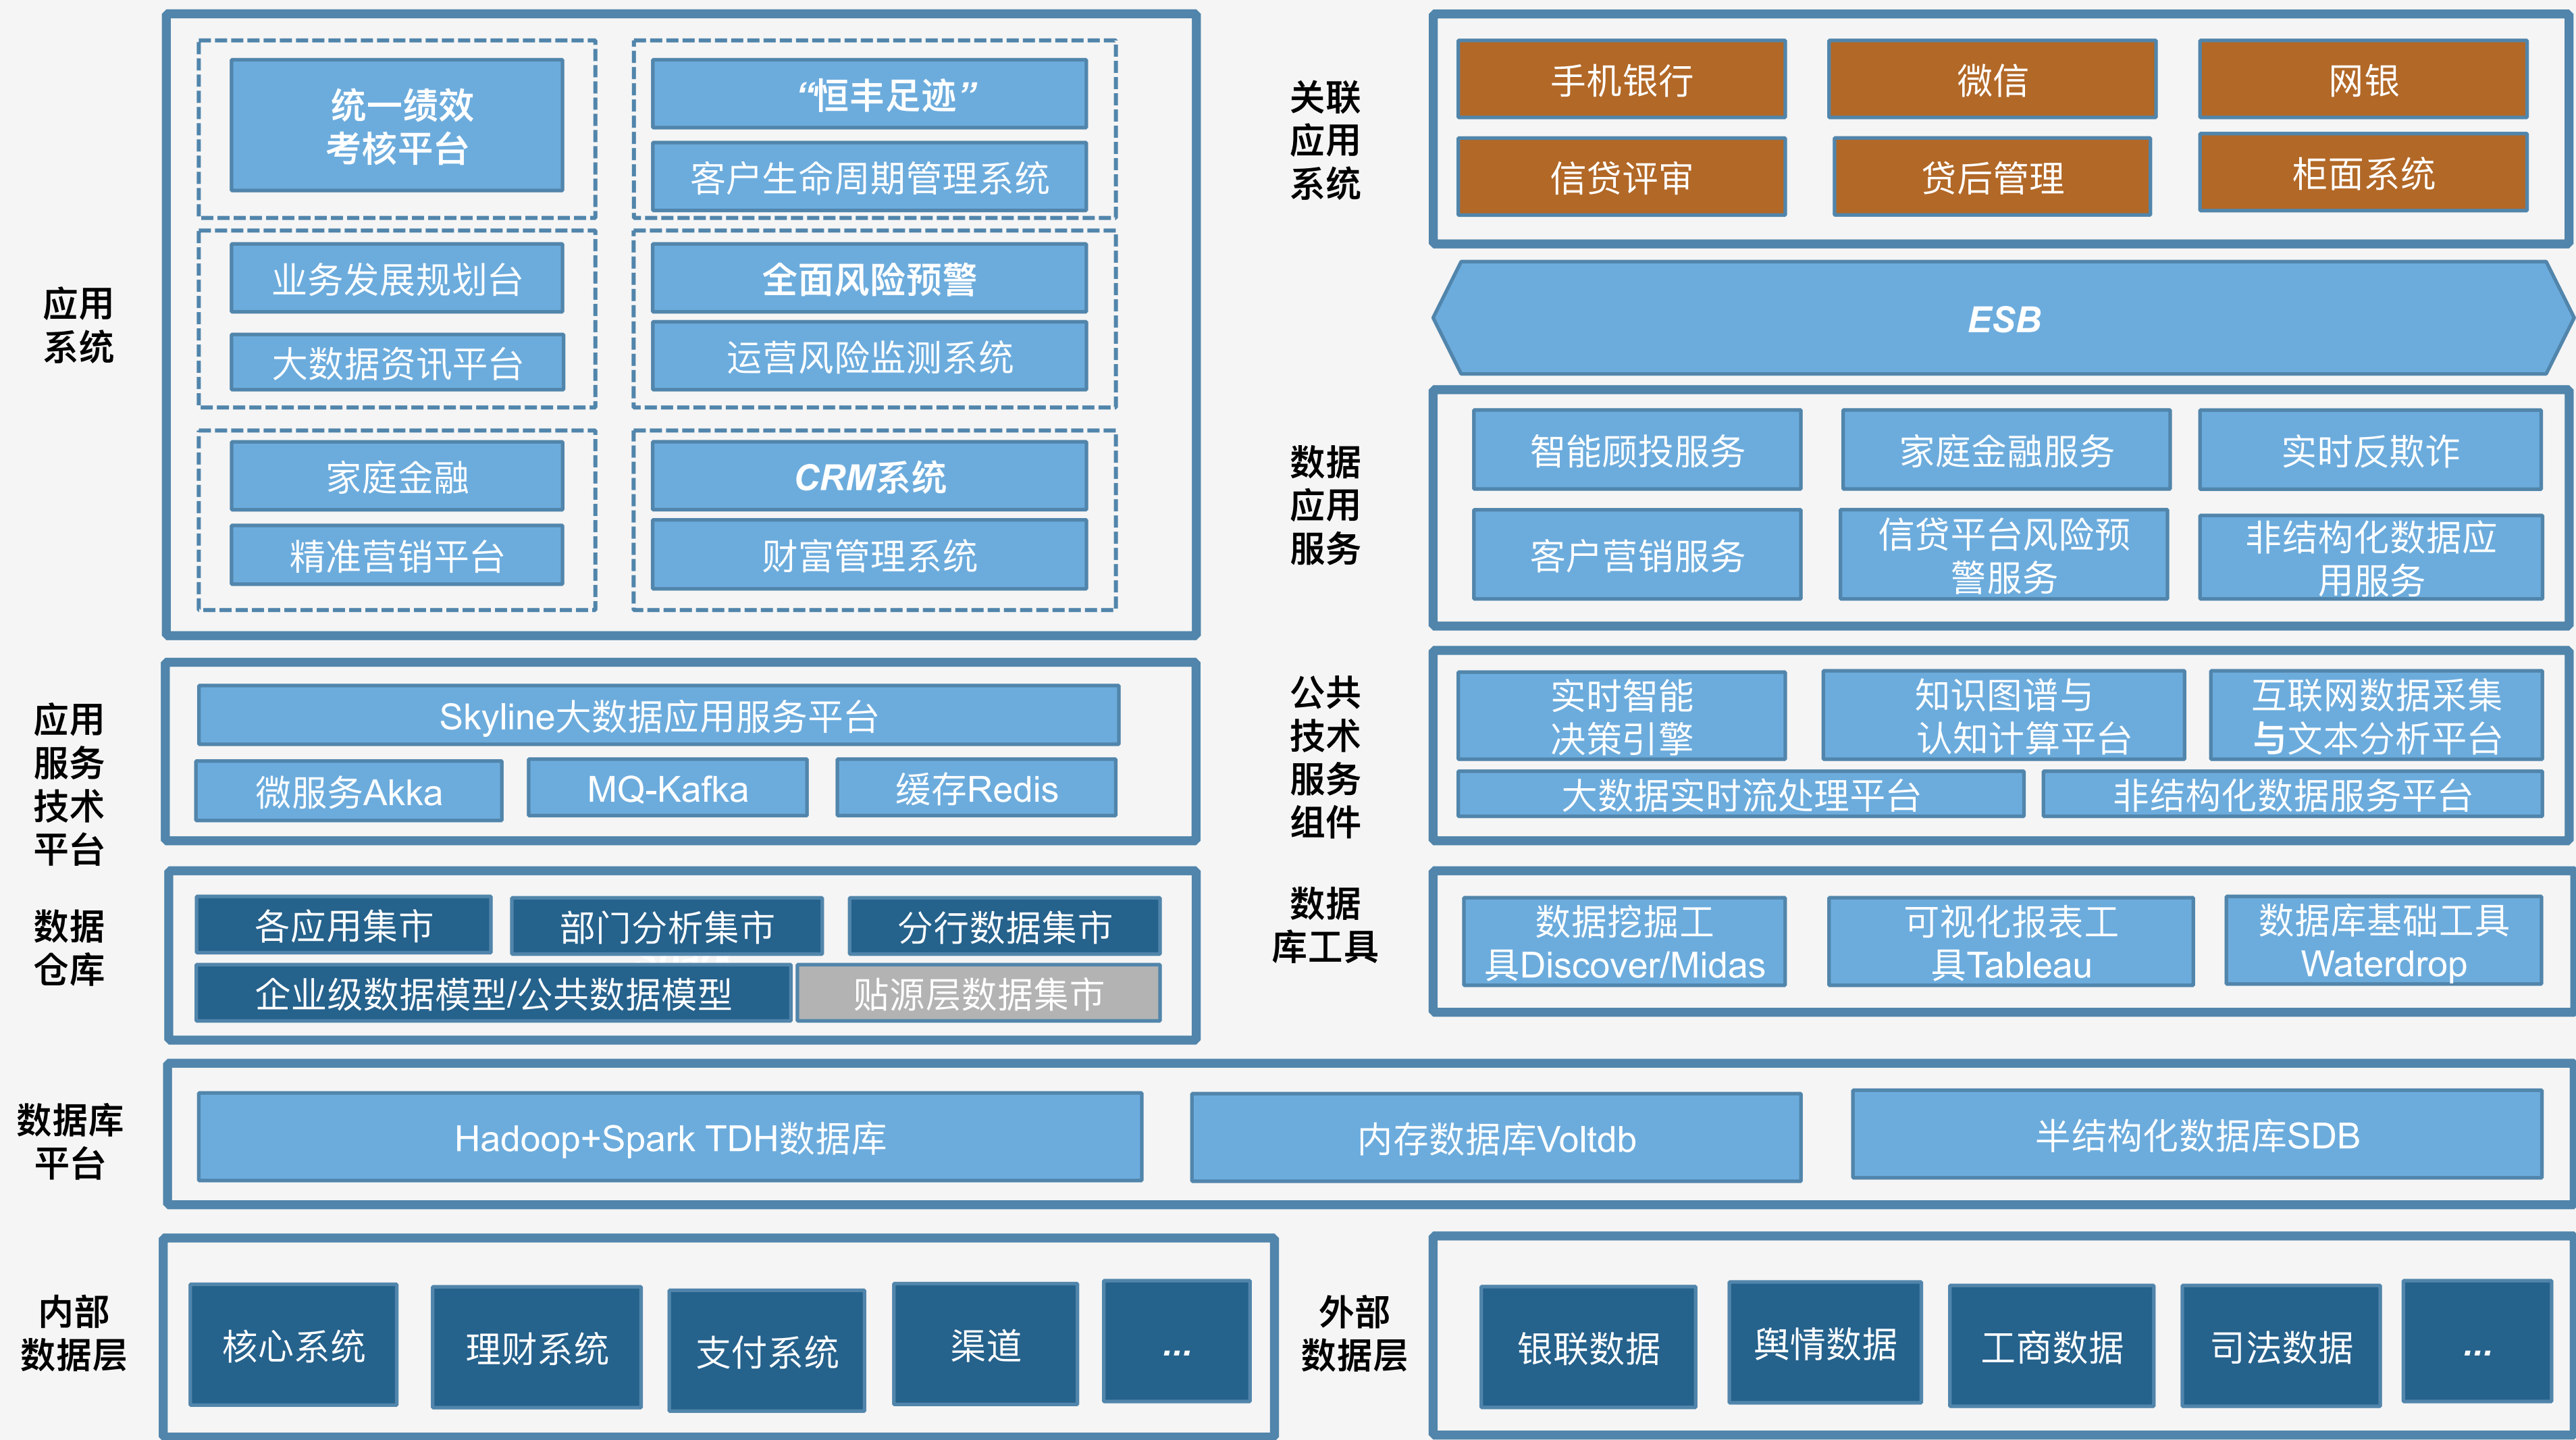 应用
系统
统一绩效
考核平台
“恒丰足迹”
客户生命周期管理系统
业务发展规划台
大数据资讯平台
全面风险预警
运营风险监测系统
家庭金融
精准营销平台
CRM系统
财富管理系统
关联
应用
系统
手机银行
微信
网银
信贷评审
贷后管理
柜面系统
ESB
数据
应用
服务
智能顾投服务
家庭金融服务
实时反欺诈
客户营销服务
信贷平台风险预
警服务
非结构化数据应
用服务
应用
服务
技术
平台
Skyline大数据应用服务平台
微服务Akka
MQ-Kafka
缓存Redis
公共
技术
服务
组件
实时智能
决策引擎
知识图谱与
认知计算平台
互联网数据采集
与文本分析平台
大数据实时流处理平台
非结构化数据服务平台
数据
仓库
各应用集市
部门分析集市
分行数据集市
企业级数据模型/公共数据模型
贴源层数据集市
数据
库工具
数据挖掘工
具Discover/Midas
可视化报表工
具Tableau
数据库基础工具
Waterdrop
数据库
平台
Hadoop+Spark TDH数据库
内存数据库Voltdb
半结构化数据库SDB
内部
数据层
核心系统
理财系统
支付系统
渠道
...
外部
数据层
银联数据
舆情数据
工商数据
司法数据
...